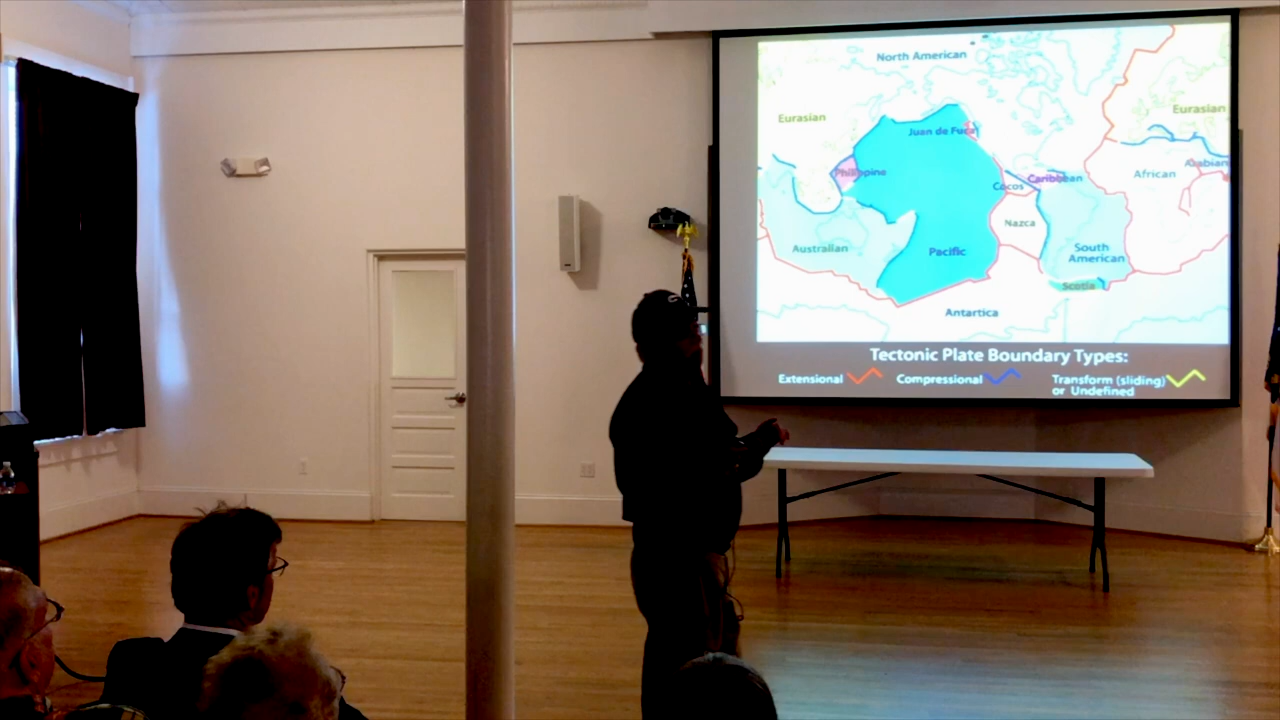 North American
Eurasian
Eurasian
Juan de Fuca
Philippine
Cocos
Caribbean
African
Arabian
Nazca
Australian
Pacific
South
American
Scotia
Antartica
Tectonic Plate Boundary Types:
Extensional
Compressional
Transform (sliding)
or Undefined